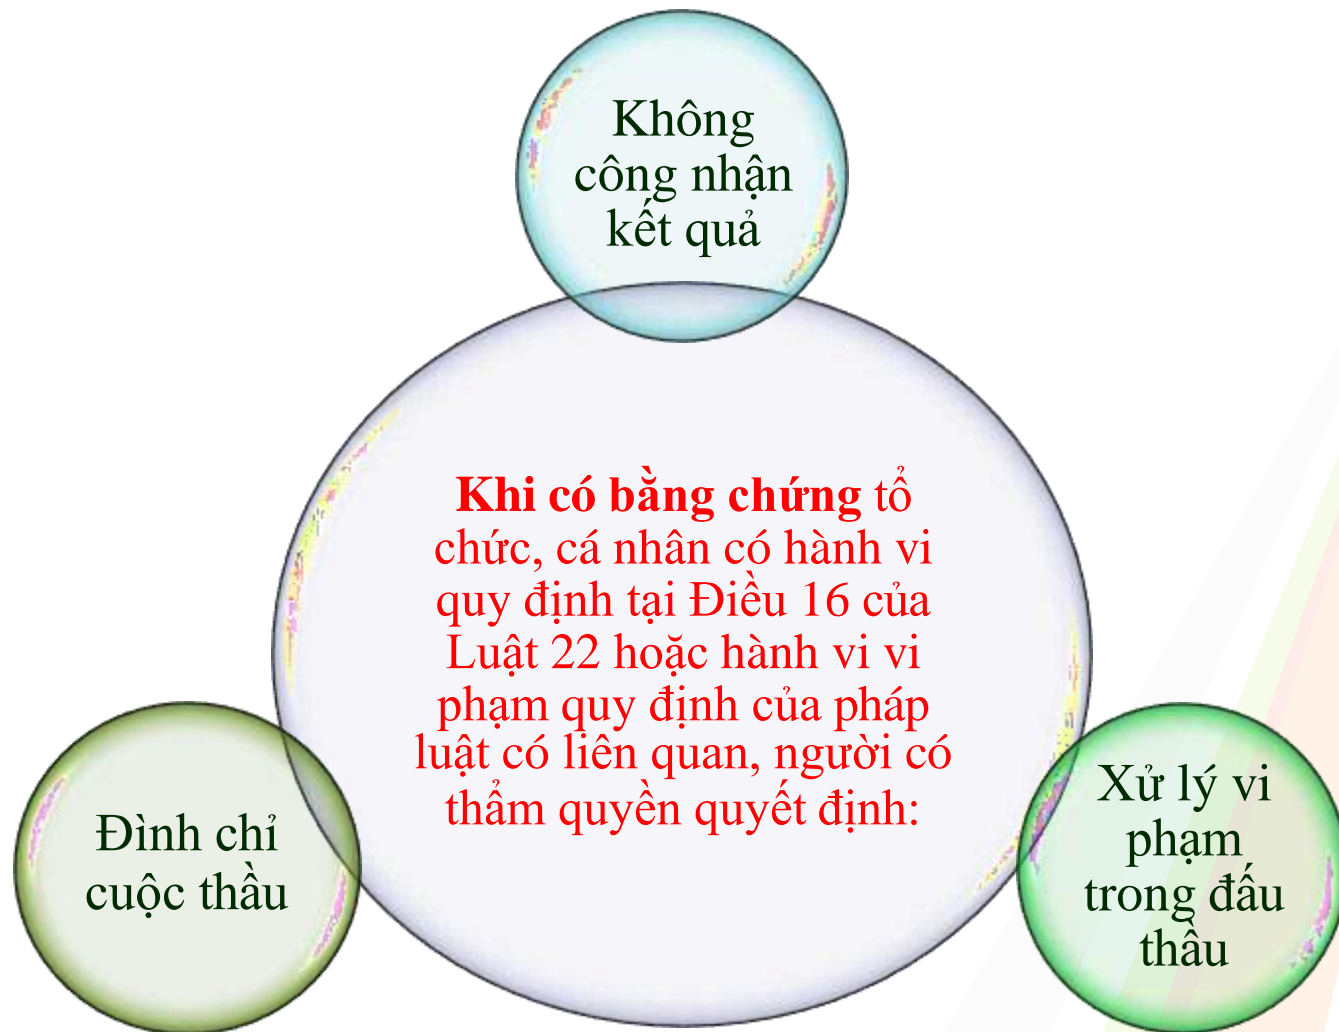 Không
công nhận
kết quả
Khi có bằng chứng tổ
chức, cá nhân có hành vi
quy định tại Điều 16 của
Luật 22 hoặc hành vi vi
phạm quy định của pháp
luật có liên quan, người có
thẩm quyền quyết định:
Đình chỉ
cuộc thầu
Xử lý vi
phạm
trong đấu
thầu